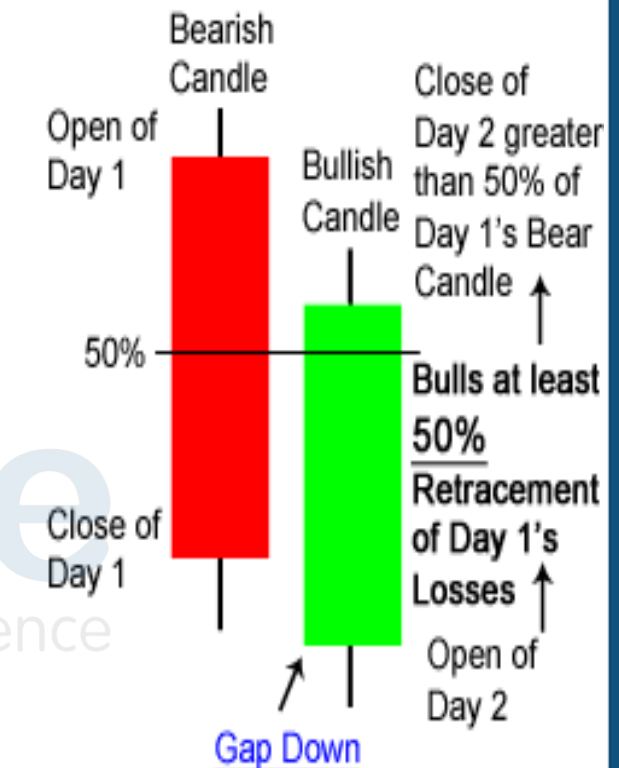 Bearish
Candle
Open of
Day 1
Bullish
Candle
Close of
Day 2 greater
than 50% of
Day 1's Bear
Candle
50%
Bulls at least
50%
Retracement
of Day 1's
Losses
Close of
Day 1
Open of
Day 2
Gap Down